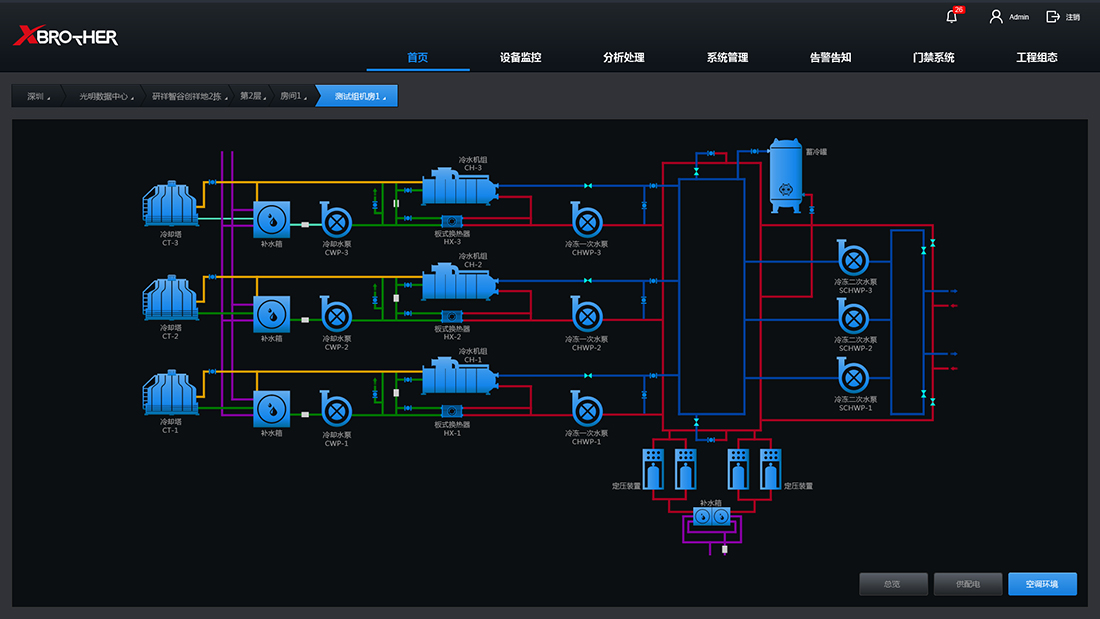 26
Admin
注销
XBROTHER
首页
设备监控
分析处理
系统管理
告警告知
门禁系统
工程组态
深圳
光明数据中心
研祥智谷创祥地2栋
第2层
房间1
测试组机房1
冷水机组
CH-3
蓄冷罐
冷却塔
CT-3
补水箱
冷却水泵
CWP-3
板式换热器
HX-3
冷冻一次水泵
CHWP-3
冷水机组
CH-2
冷冻二次水泵
SCHWP-3
冷却塔
CT-2
补水箱
冷却水泵
CWP-2
板式换热器
HX-2
冷冻一次水泵
CHWP-2
冷冻二次水泵
SCHWP-2
冷水机组
CH-1
冷却塔
CT-1
补水箱
冷却水泵
CWP-1
板式换热器
HX-1
冷冻一次水泵
CHWP-1
冷冻二次水泵
SCHWP-1
定压装置
定压装置
补水箱
总览
供配电
空调环境